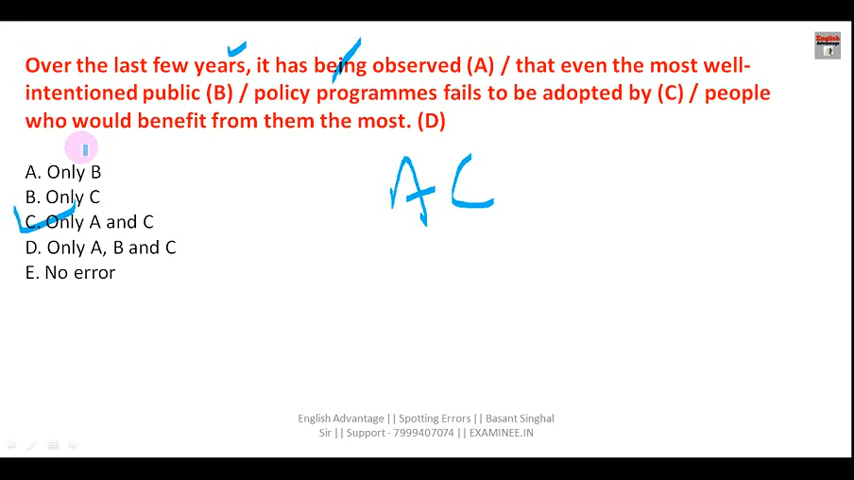 English
Advantage
Over the last few years, it has being observed (A) / that even the most well-
intentioned public (B) / policy programmes fails to be adopted by (C) / people
who would benefit from them the most. (D)
A. Only B
B. Only C
C. Only A and C
D. Only A, B and C
E. No error
A C
English Advantage || Spotting Errors || Basant Singhal
Sir || Support - 7999407074 || EXAMINEE.IN